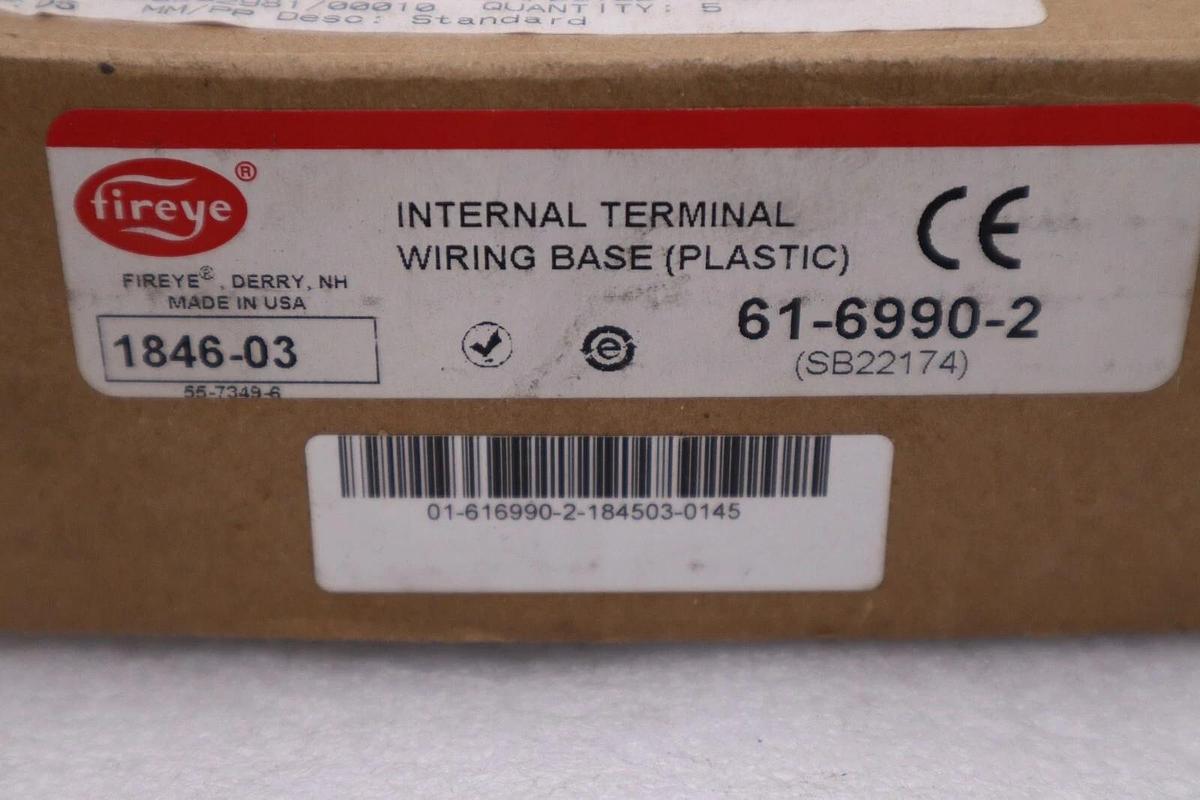 /00010 QUANTITY: 5
MM/PP Desc: Standard
fireye®
FIREYE®, DERRY, NH
MADE IN USA
1846-03
55-7349-6
INTERNAL TERMINAL
WIRING BASE (PLASTIC)
CE
e
61-6990-2
(SB22174)
01-616990-2-184503-0145